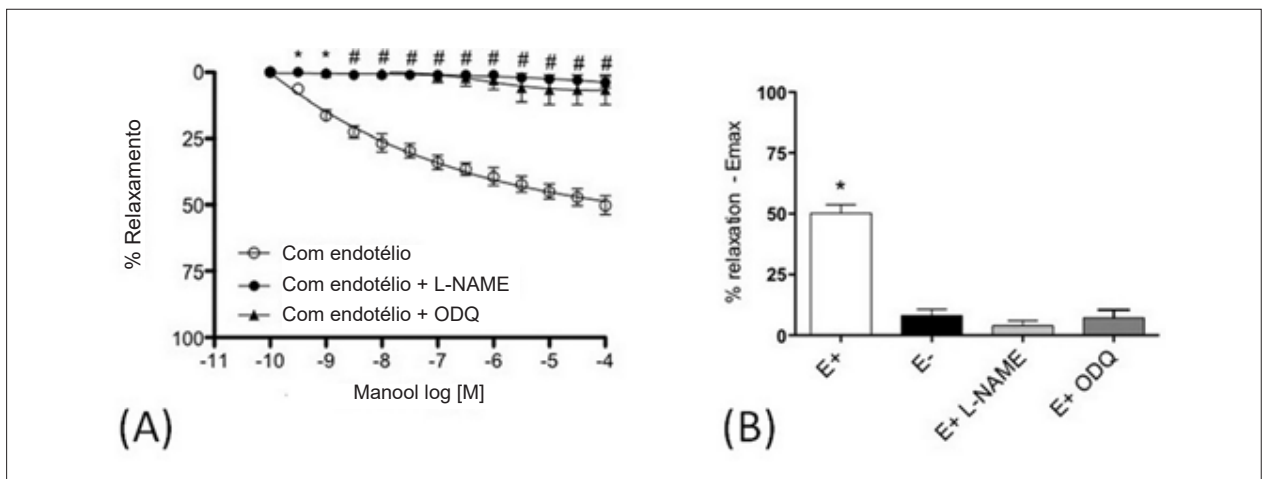 * * # # # # # # # # # #
% Relaxamento
0
25
50
75
100
Com endotélio
Com endotélio + L-NAME
Com endotélio + ODQ
-11 -10 -9 -8 -7 -6 -5 -4
Manool log [M]
(A)
% relaxation - Emax
100
75
50
25
0
*
E+
E-
E+ L-NAME
E+ ODQ
(B)